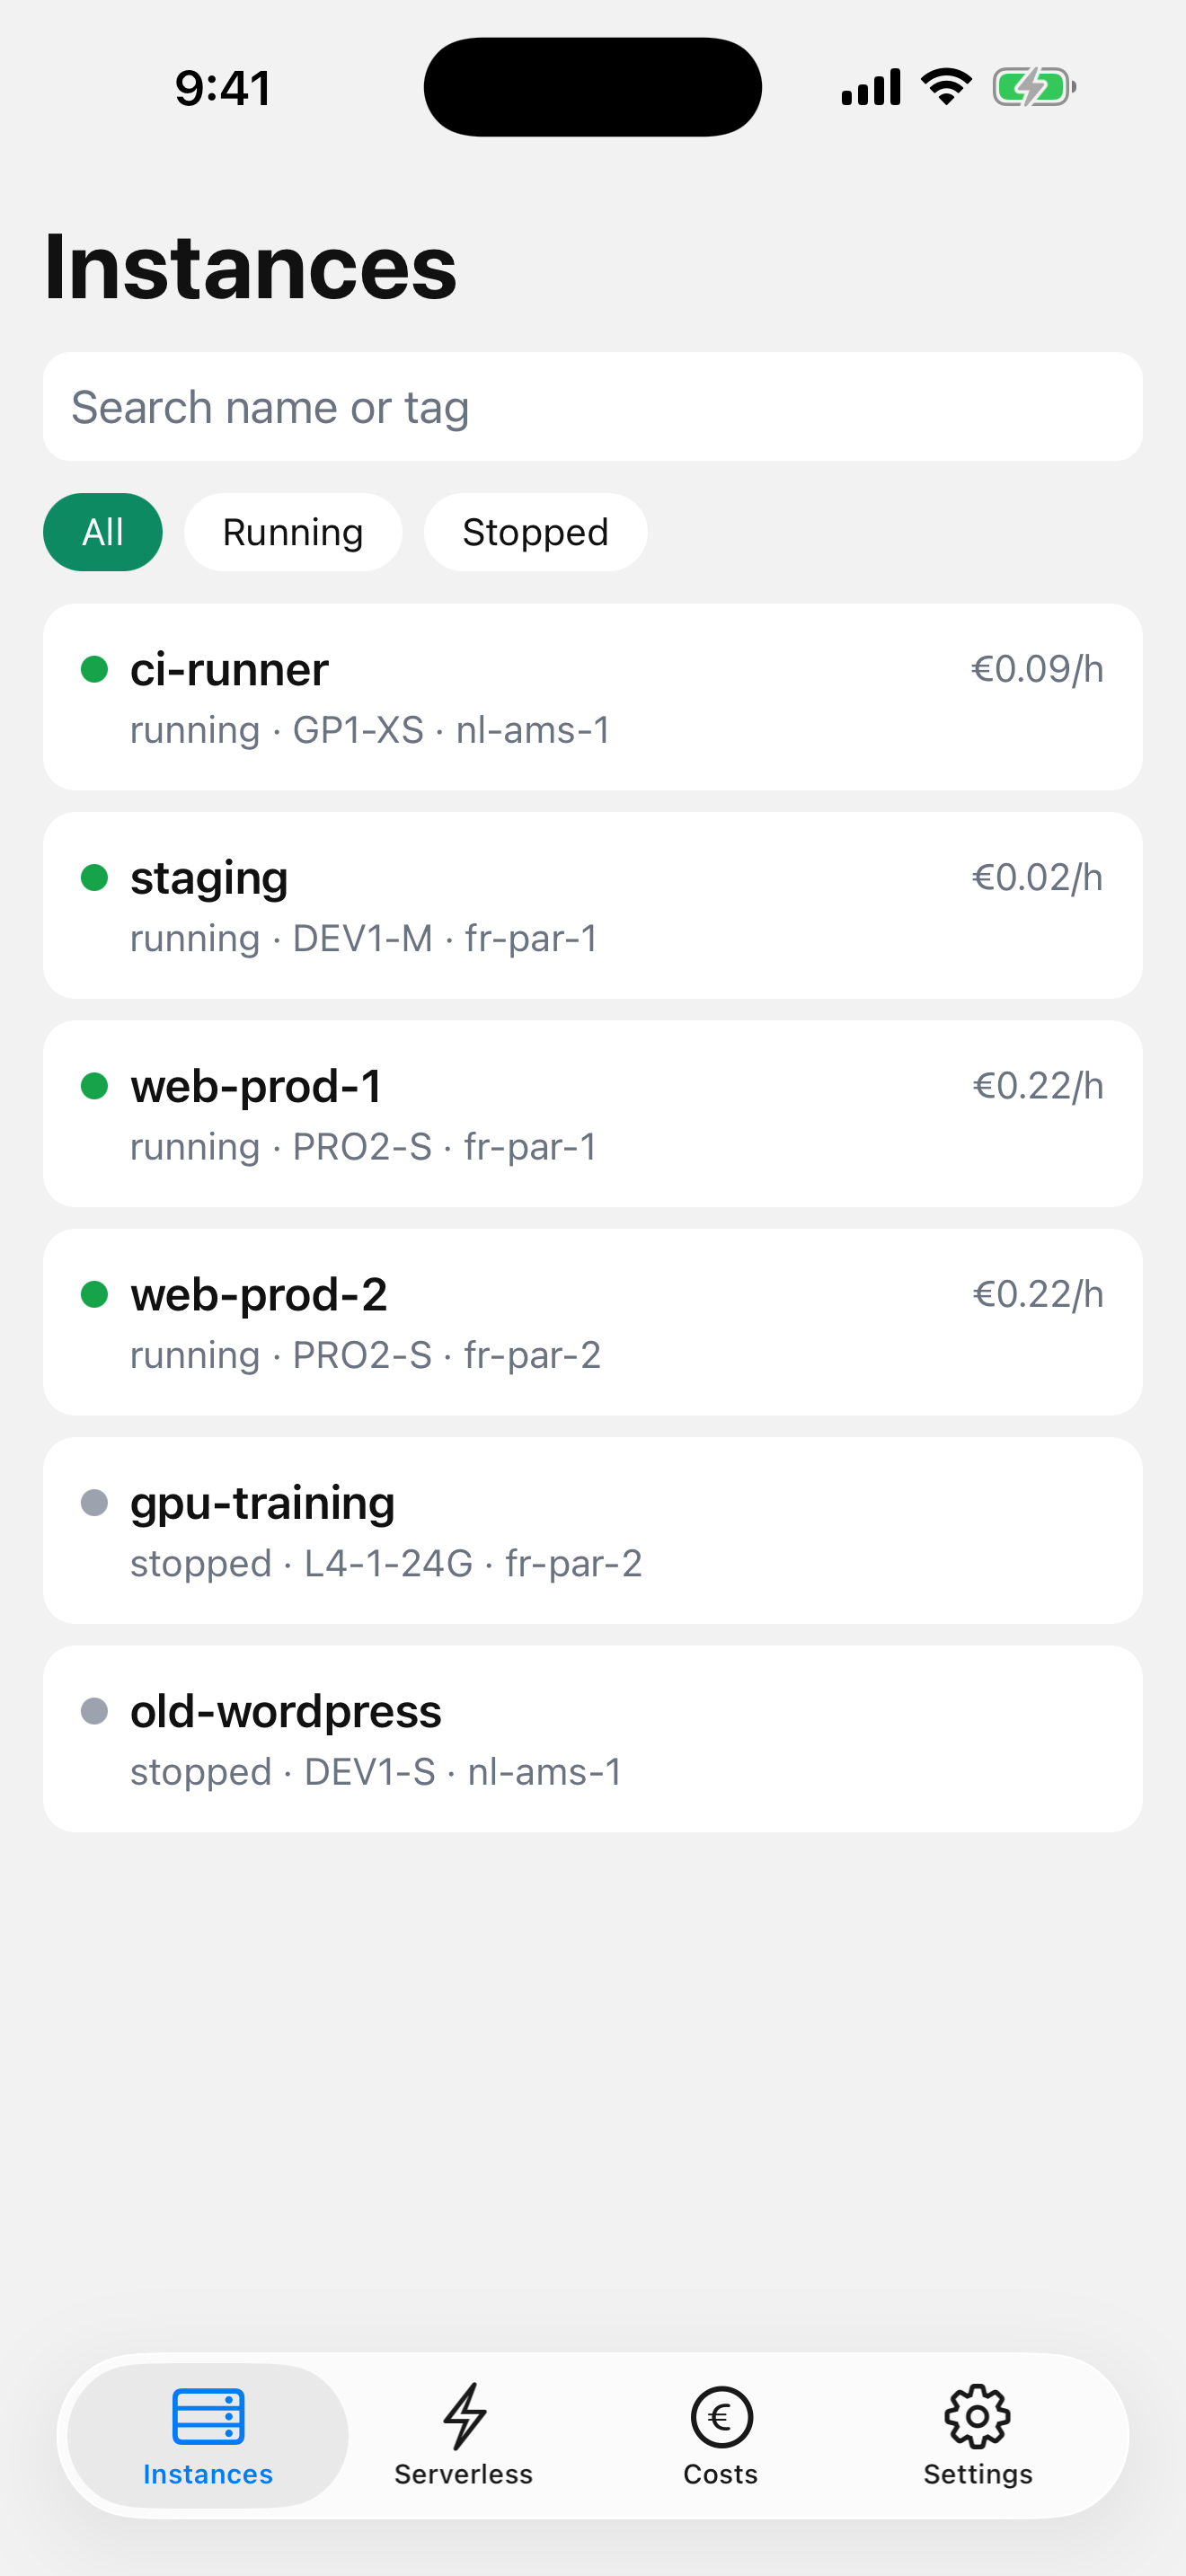 9:41
Instances
Search name or tag
All Running Stopped
ci-runner €0.09/h
running · GP1-XS · nl-ams-1
staging €0.02/h
running · DEV1-M · fr-par-1
web-prod-1 €0.22/h
running · PRO2-S · fr-par-1
web-prod-2 €0.22/h
running · PRO2-S · fr-par-2
gpu-training
stopped · L4-1-24G · fr-par-2
old-wordpress
stopped · DEV1-S · nl-ams-1
Instances Serverless Costs Settings